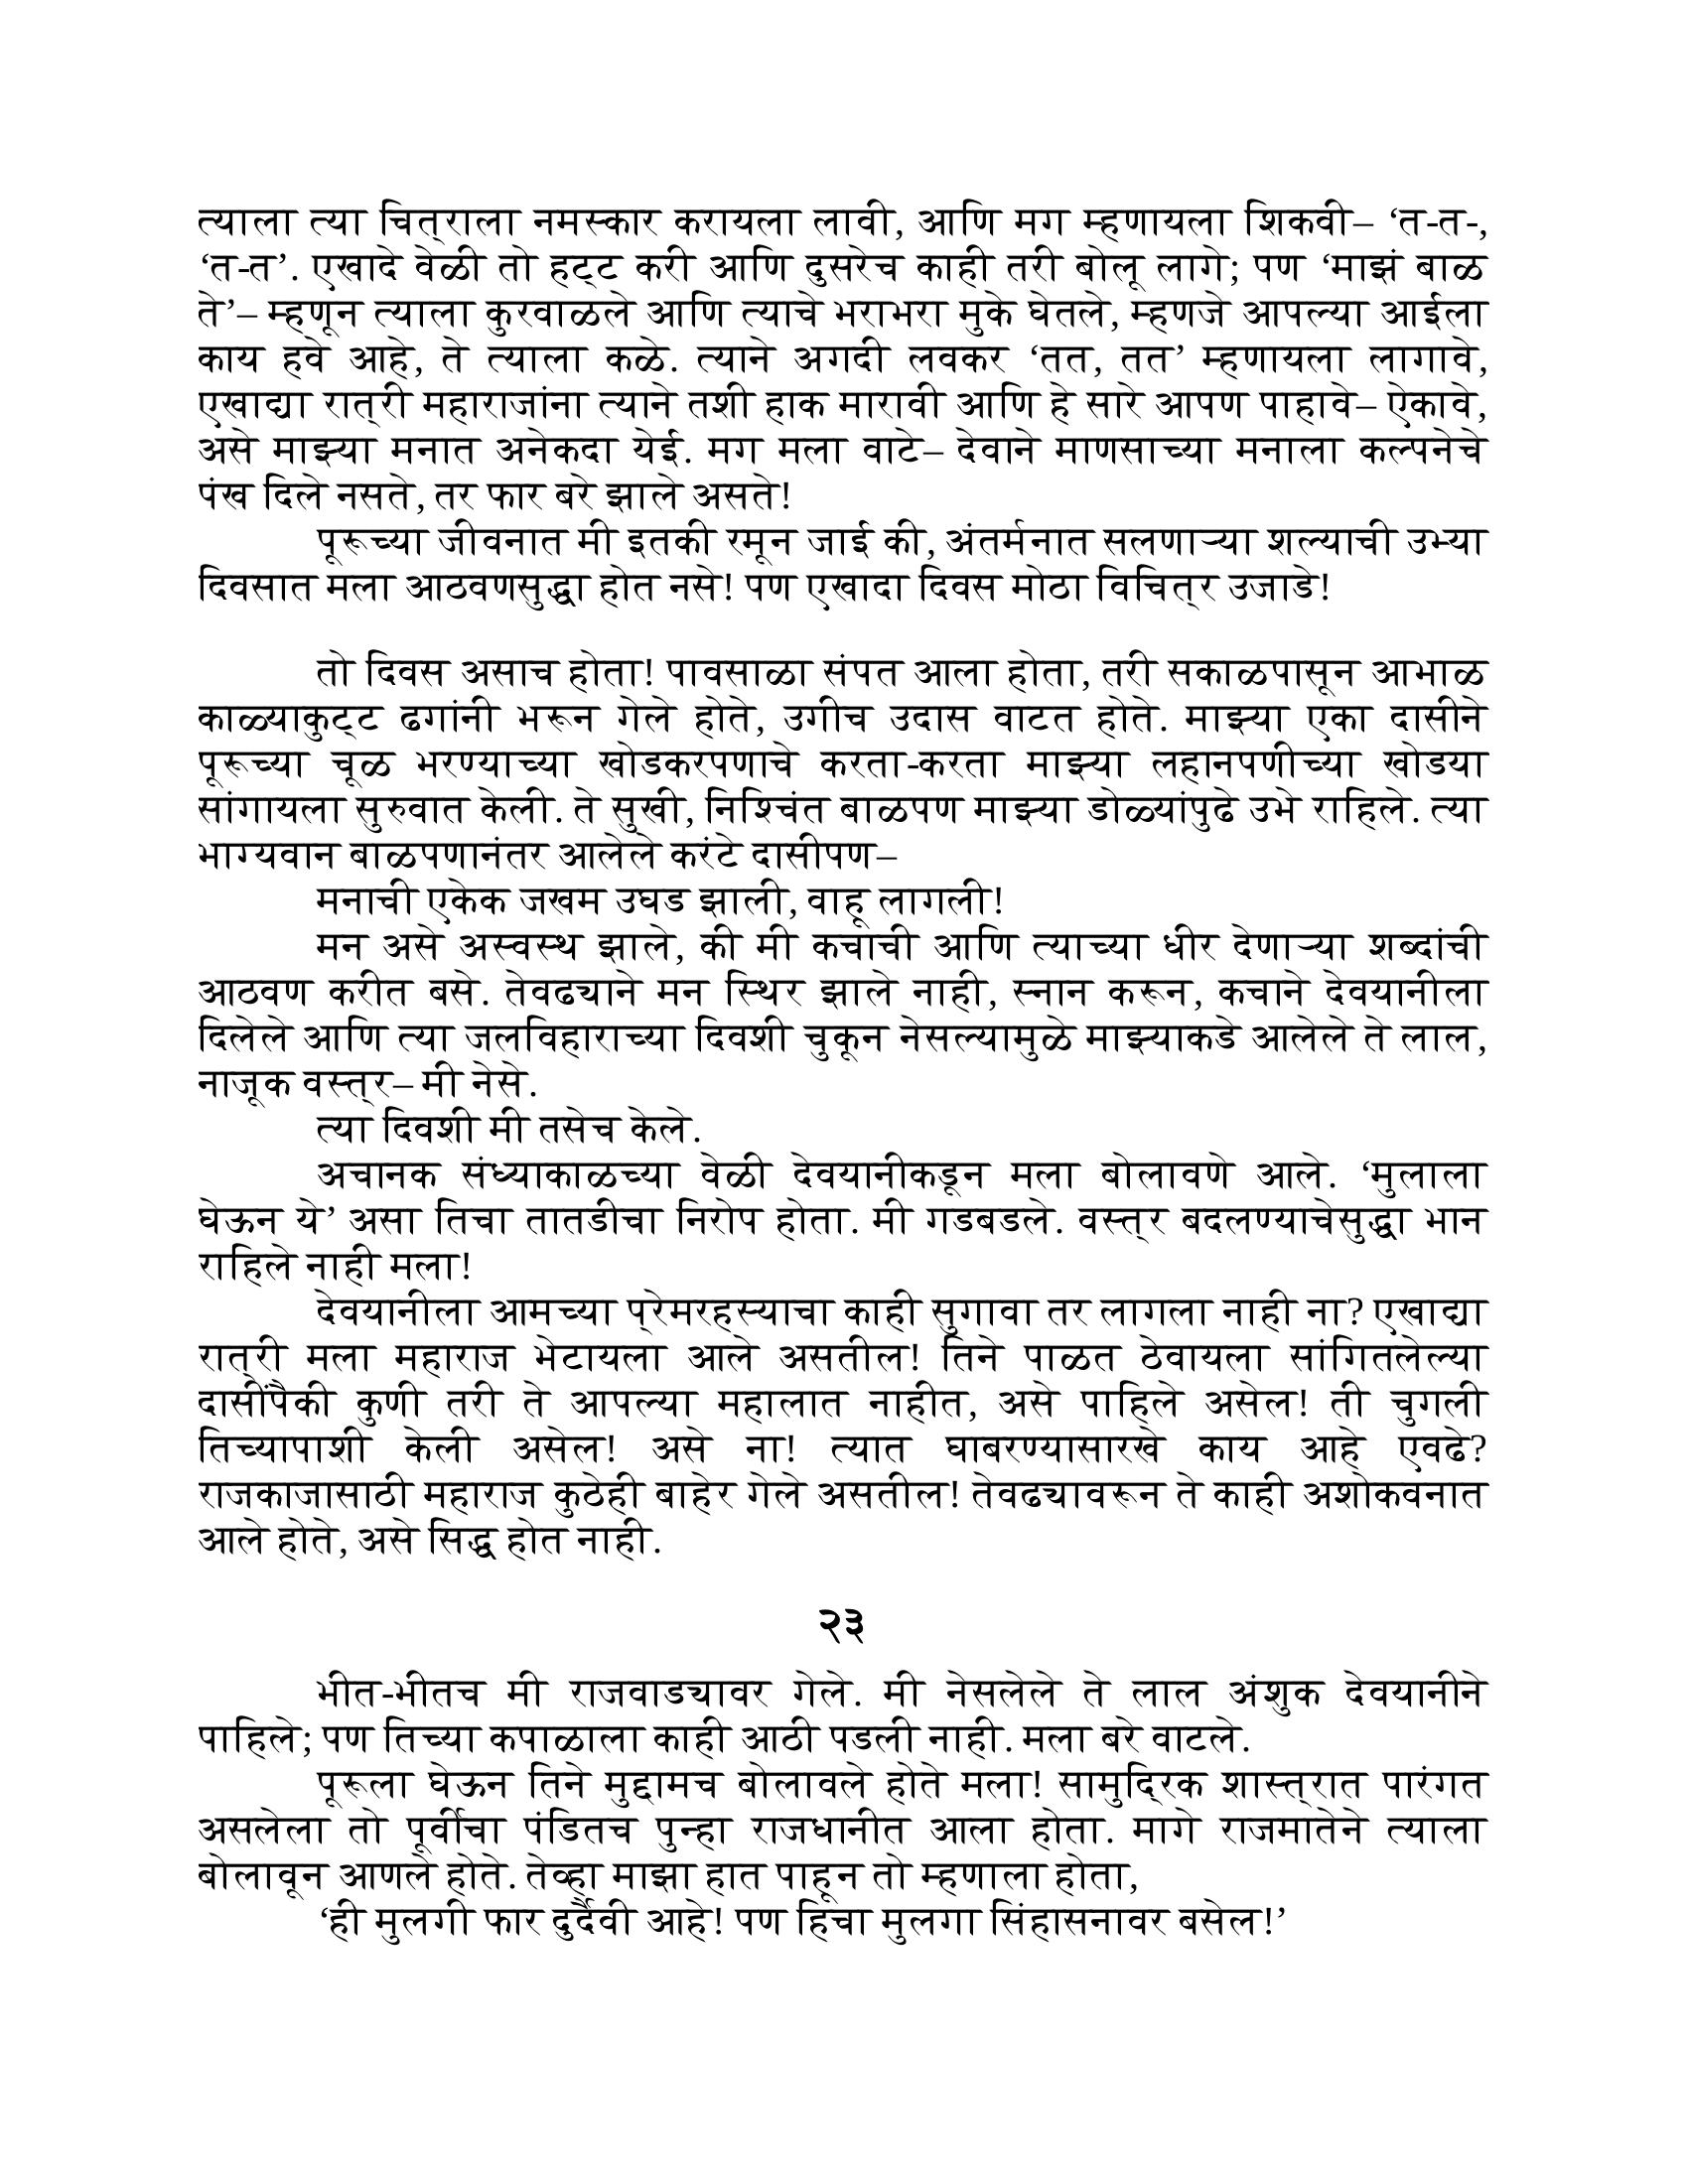 त्याला त्या चित्राला नमस्कार करायला लावी, आणि मग म्हणायला शिकवी– ‘त-त-,
‘त-त’. एखादे वेळी तो हट्ट करी आणि दुसरेच काही तरी बोलू लागे; पण ‘माझं बाळ
ते’– म्हणून त्याला कुरवाळले आणि त्याचे भराभरा मुके घेतले, म्हणजे आपल्या आईला
काय हवे आहे, ते त्याला कळे. त्याने अगदी लवकर ‘तत, तत’ म्हणायला लागावे,
एखाद्या रात्री महाराजांना त्याने तशी हाक मारावी आणि हे सारे आपण पाहावे– ऐकावे,
असे माझ्या मनात अनेकदा येई. मग मला वाटे– देवाने माणसाच्या मनाला कल्पनेचे
पंख दिले नसते, तर फार बरे झाले असते!
पूरूच्या जीवनात मी इतकी रमून जाई की, अंतर्मनात सलणाऱ्या शल्याची उभ्या
दिवसात मला आठवणसुद्धा होत नसे! पण एखादा दिवस मोठा विचित्र उजाडे!
तो दिवस असाच होता! पावसाळा संपत आला होता, तरी सकाळपासून आभाळ
काळ्याकुट्ट ढगांनी भरून गेले होते, उगीच उदास वाटत होते. माझ्या एका दासीने
पूरूच्या चूळ भरण्याच्या खोडकरपणाचे करता-करता माझ्या लहानपणीच्या खोडया
सांगायला सुरुवात केली. ते सुखी, निश्चिंत बाळपण माझ्या डोळ्यांपुढे उभे राहिले. त्या
भाग्यवान बाळपणानंतर आलेले करंटे दासीपण–
मनाची एकेक जखम उघड झाली, वाहू लागली!
मन असे अस्वस्थ झाले, की मी कचाची आणि त्याच्या धीर देणाऱ्या शब्दांची
आठवण करीत बसे. तेवढ्याने मन स्थिर झाले नाही, स्नान करून, कचाने देवयानीला
दिलेले आणि त्या जलविहाराच्या दिवशी चुकून नेसल्यामुळे माझ्याकडे आलेले ते लाल,
नाजूक वस्त्र– मी नेसे.
त्या दिवशी मी तसेच केले.
अचानक संध्याकाळच्या वेळी देवयानीकडून मला बोलावणे आले. ‘मुलाला
घेऊन ये’ असा तिचा तातडीचा निरोप होता. मी गडबडले. वस्त्र बदलण्याचेसुद्धा भान
राहिले नाही मला!
देवयानीला आमच्या प्रेमरहस्याचा काही सुगावा तर लागला नाही ना? एखाद्या
रात्री मला महाराज भेटायला आले असतील! तिने पाळत ठेवायला सांगितलेल्या
दासींपैकी कुणी तरी ते आपल्या महालात नाहीत, असे पाहिले असेल! ती चुगली
तिच्यापाशी केली असेल! असे ना! त्यात घाबरण्यासारखे काय आहे एवढे?
राजकाजासाठी महाराज कुठेही बाहेर गेले असतील! तेवढ्यावरून ते काही अशोकवनात
आले होते, असे सिद्ध होत नाही.
२३
भीत-भीतच मी राजवाड्यावर गेले. मी नेसलेले ते लाल अंशुक देवयानीने
पाहिले; पण तिच्या कपाळाला काही आठी पडली नाही. मला बरे वाटले.
पूरूला घेऊन तिने मुद्दामच बोलावले होते मला! सामुद्रिक शास्त्रात पारंगत
असलेला तो पूर्वीचा पंडितच पुन्हा राजधानीत आला होता. मागे राजमातेने त्याला
बोलावून आणले होते. तेव्हा माझा हात पाहून तो म्हणाला होता,
‘ही मुलगी फार दुर्दैवी आहे! पण हिचा मुलगा सिंहासनावर बसेल!’